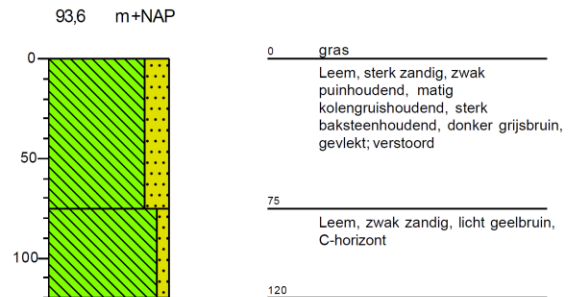 93,6 m+NAP
0
50
100
0 gras
Leem, sterk zandig, zwak
puinhoudend, matig
kolengruishoudend, sterk
baksteenhoudend, donker grijsbruin,
gevlekt; verstoord
75
Leem, zwak zandig, licht geelbruin,
C-horizont
120